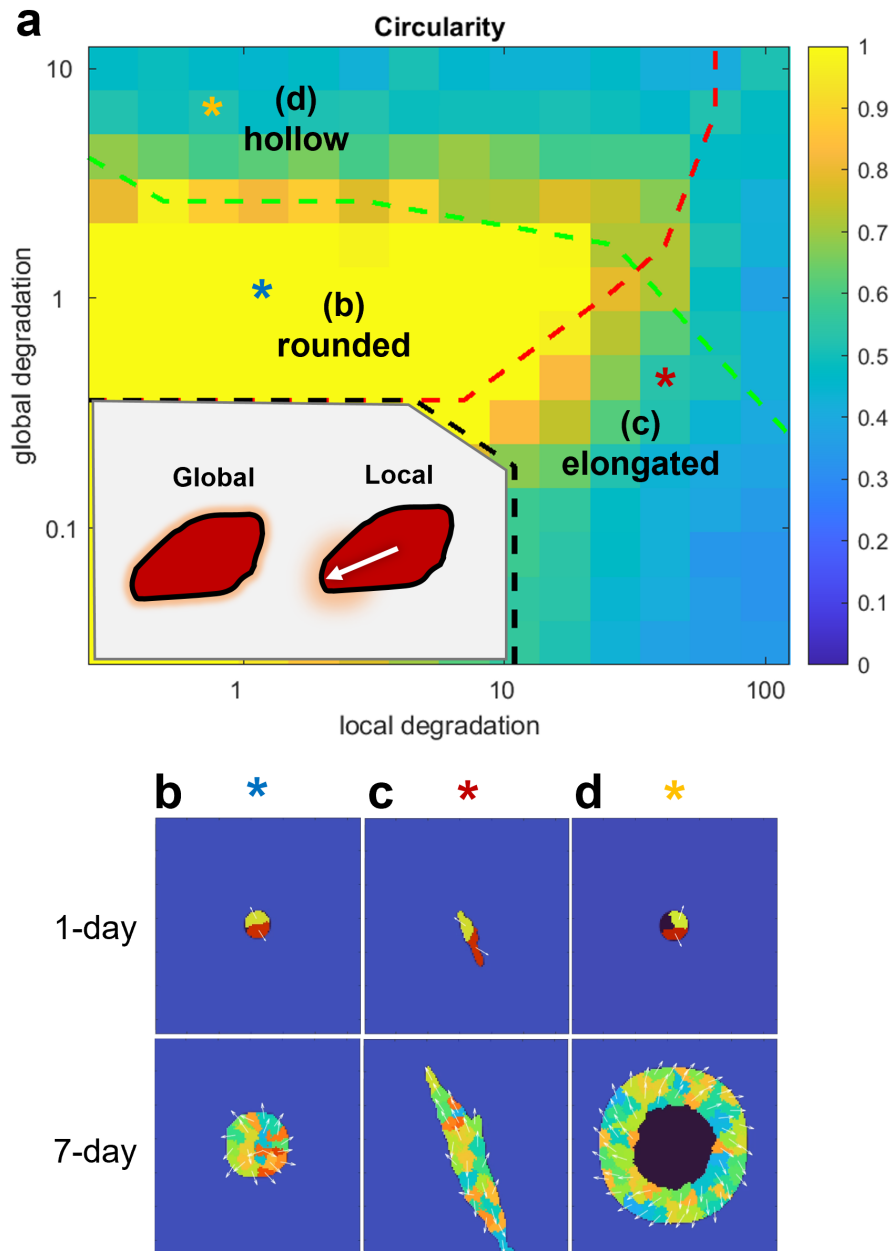 a
Circularity
10
1
0.1
global degradation
(d)
hollow
*
*
(b)
rounded
*
(c)
elongated
Global
Local
1
10
100
local degradation
1
0.9
0.8
0.7
0.6
0.5
0.4
0.3
0.2
0.1
0
b * c * d *
1-day
7-day